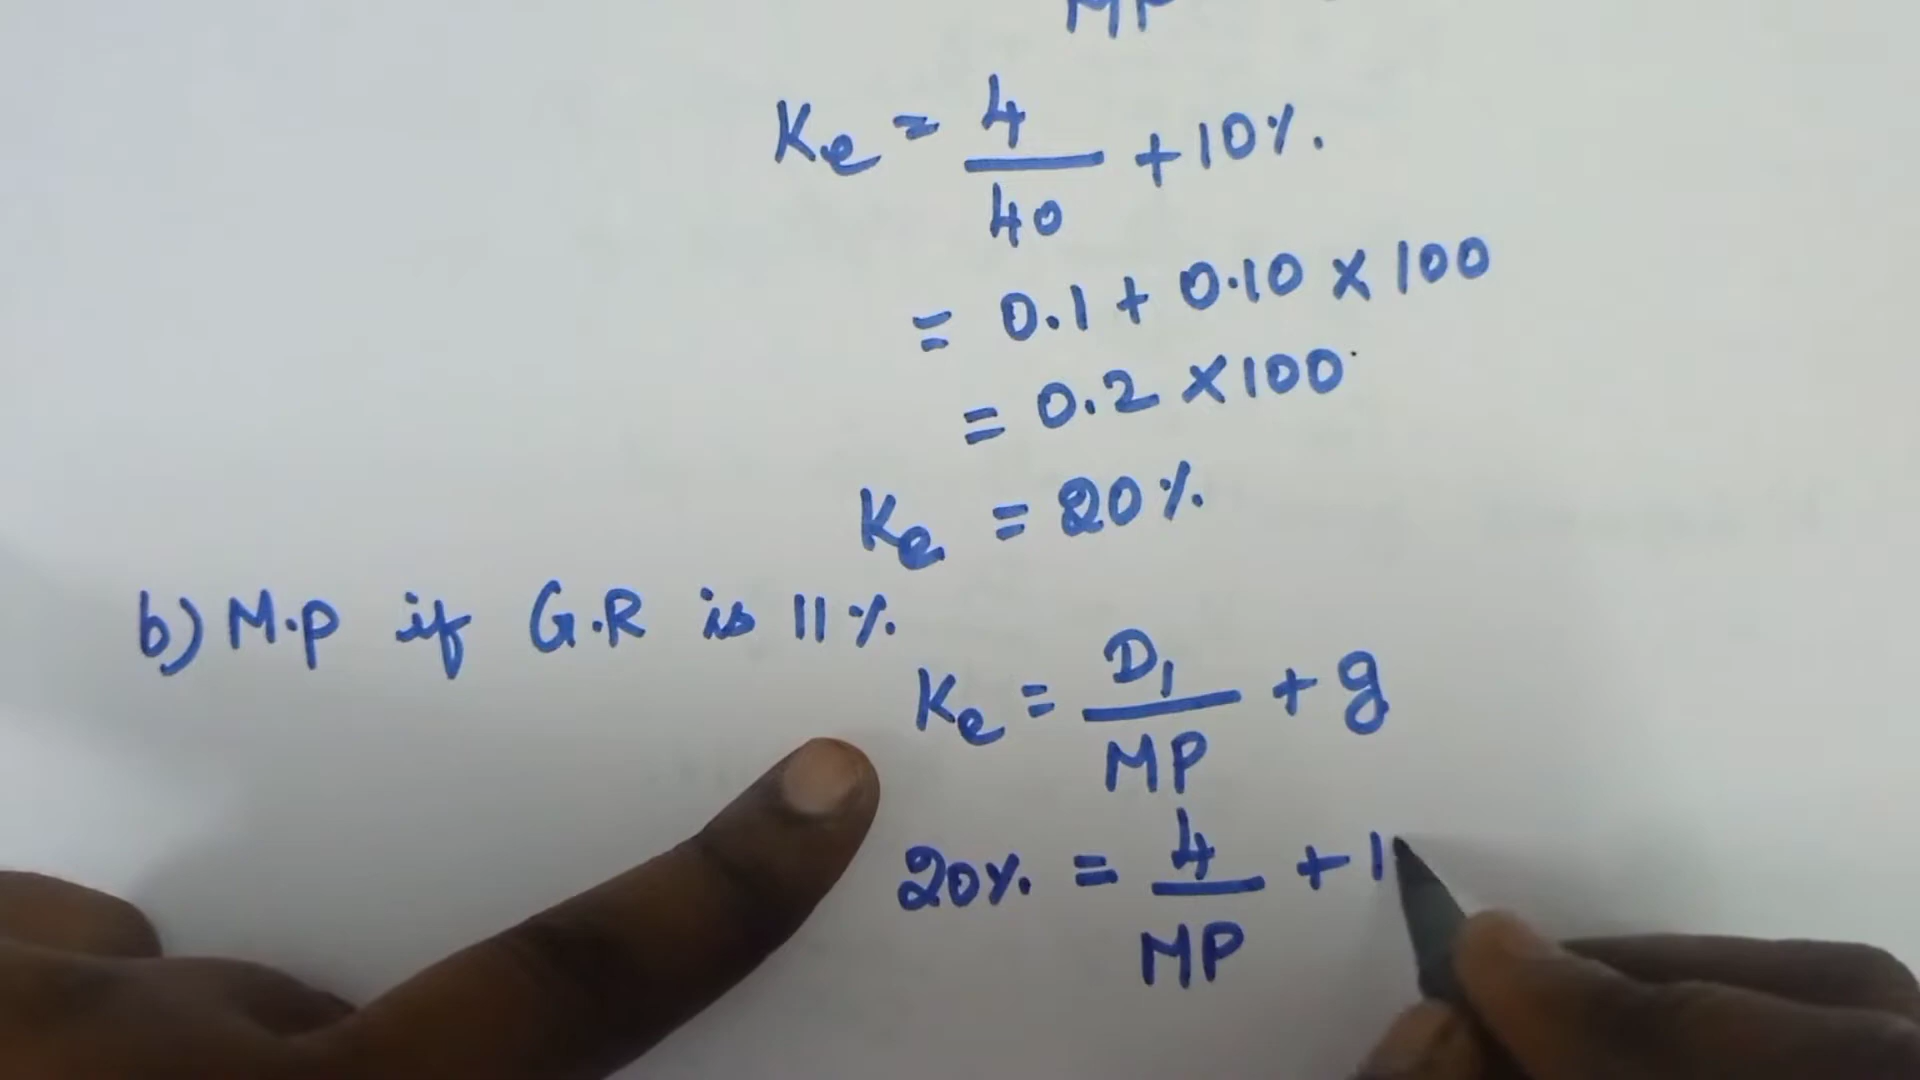 MP
Ke = 4/40 + 10%.
= 0.1 + 0.10 × 100
= 0.2 × 100
Ke = 20%
b) M.P if G.R is 11%.
Ke = D1/MP + g
20%. = 4/MP + 1